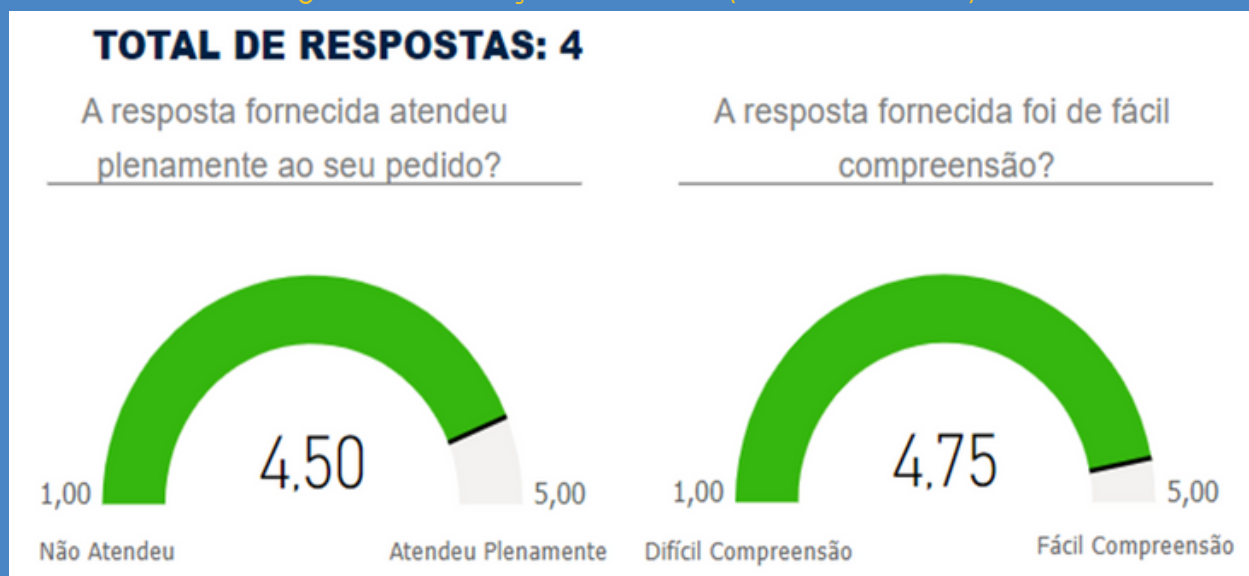 TOTAL DE RESPOSTAS: 4
A resposta fornecida atendeu
plenamente ao seu pedido?
A resposta fornecida foi de fácil
compreensão?
4,50
1,00
5,00
Não Atendeu
Atendeu Plenamente
4,75
1,00
5,00
Difícil Compreensão
Fácil Compreensão